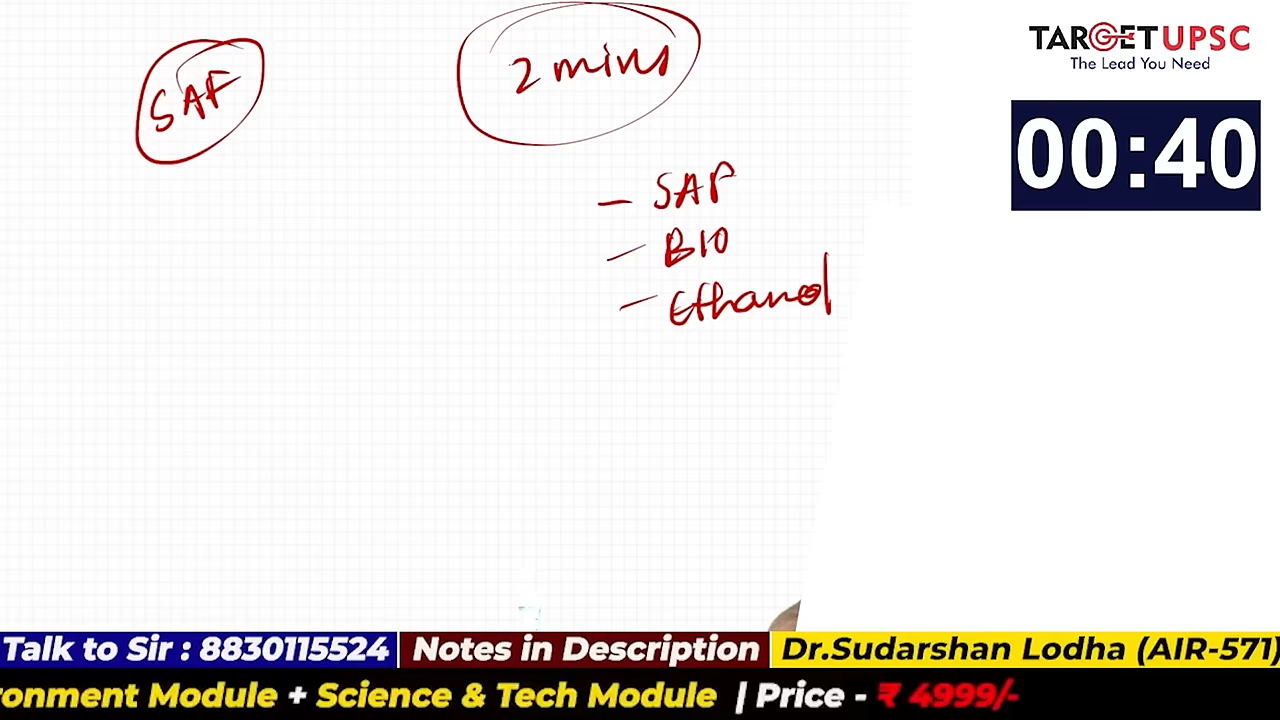 SAF
2 mins
TARGETUPSC
The Lead You Need
00:40
- SAF
- BIO
- Ethanol
Talk to Sir : 8830115524
Notes in Description
Dr.Sudarshan Lodha (AIR-571)
ronment Module + Science & Tech Module | Price - ₹ 4999/-